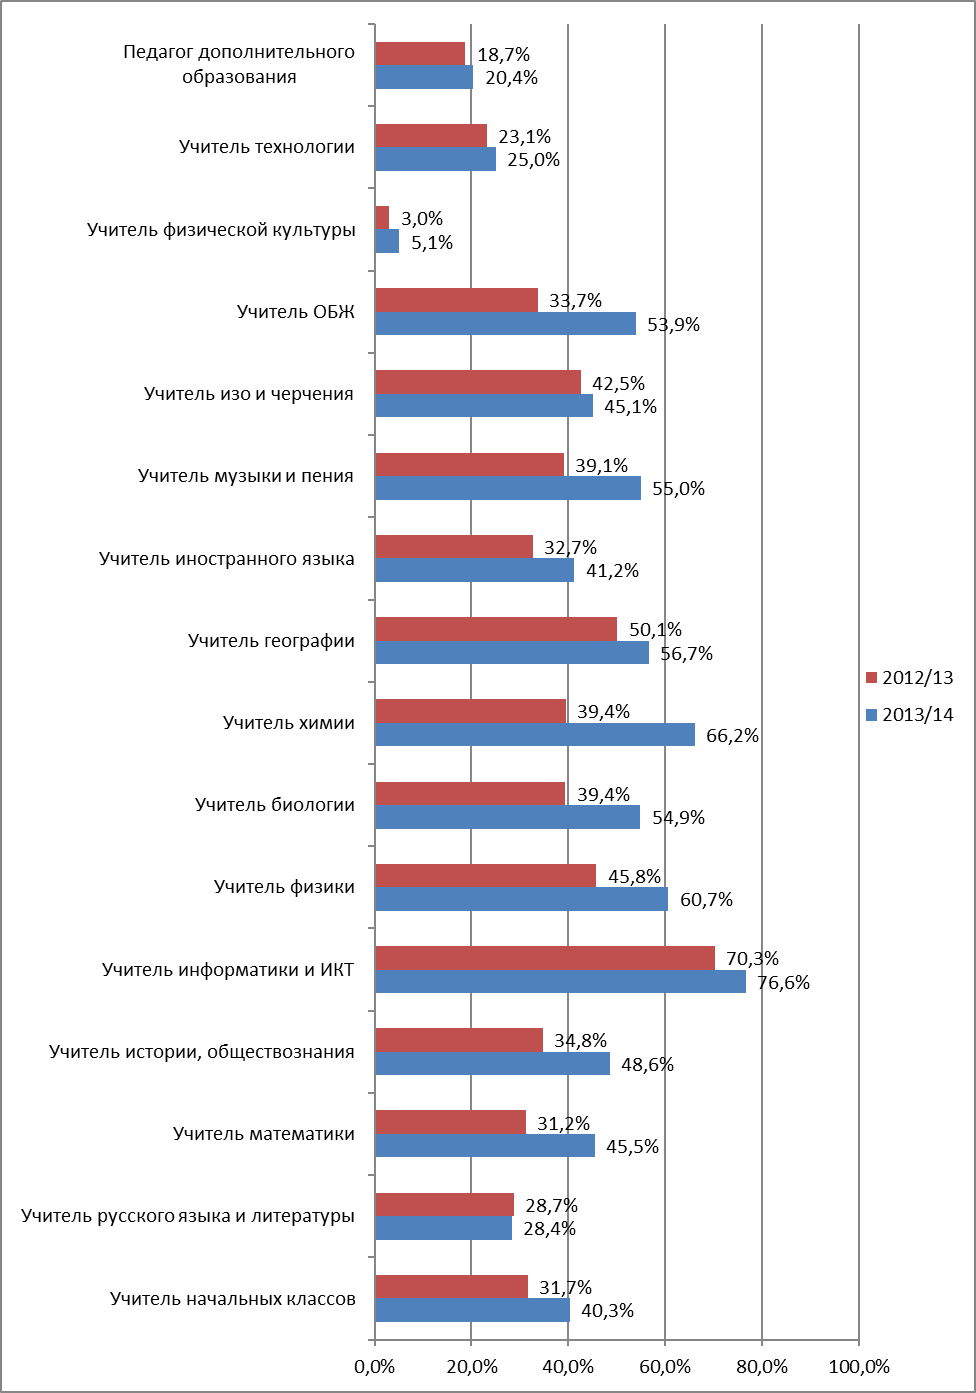 Педагог дополнительного
образования
18,7%
20,4%
Учитель технологии
23,1%
25,0%
Учитель физической культуры
3,0%
5,1%
Учитель ОБЖ
33,7%
53,9%
Учитель изо и черчения
42,5%
45,1%
Учитель музыки и пения
39,1%
55,0%
Учитель иностранного языка
32,7%
41,2%
Учитель географии
50,1%
56,7%
Учитель химии
39,4%
66,2%
Учитель биологии
39,4%
54,9%
Учитель физики
45,8%
60,7%
Учитель информатики и ИКТ
70,3%
76,6%
Учитель истории, обществознания
34,8%
48,6%
Учитель математики
31,2%
45,5%
Учитель русского языка и литературы
28,7%
28,4%
Учитель начальных классов
31,7%
40,3%
0,0% 20,0% 40,0% 60,0% 80,0% 100,0%
2012/13
2013/14